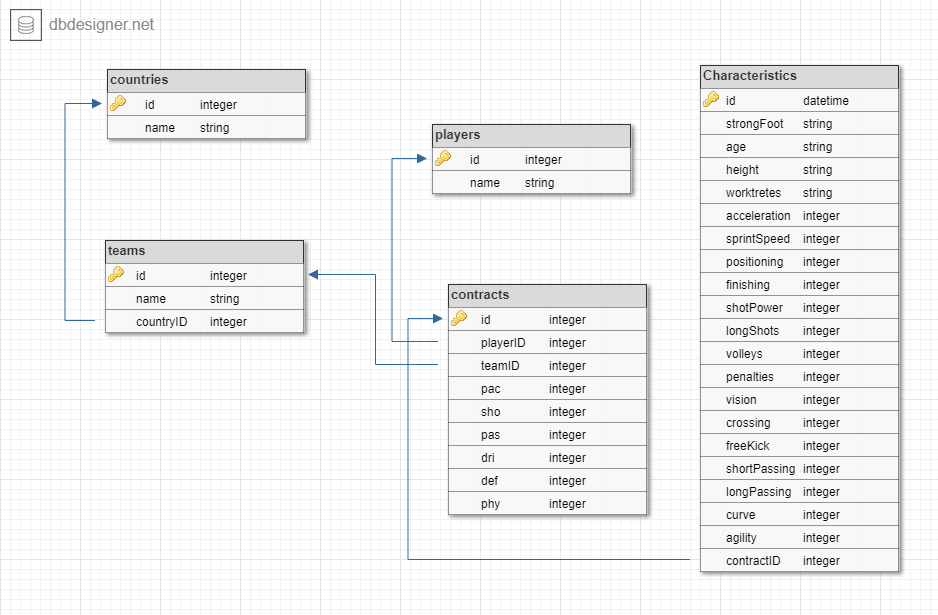 dbdesigner.net
countries
id integer
name string
teams
id integer
name string
countryID integer
players
id integer
name string
contracts
id integer
playerID integer
teamID integer
pac integer
sho integer
pas integer
dri integer
def integer
phy integer
Characteristics
id datetime
strongFoot string
age string
height string
worktretes string
acceleration integer
sprintSpeed integer
positioning integer
finishing integer
shotPower integer
longShots integer
volleys integer
penalties integer
vision integer
crossing integer
freeKick integer
shortPassing integer
longPassing integer
curve integer
agility integer
contractID integer